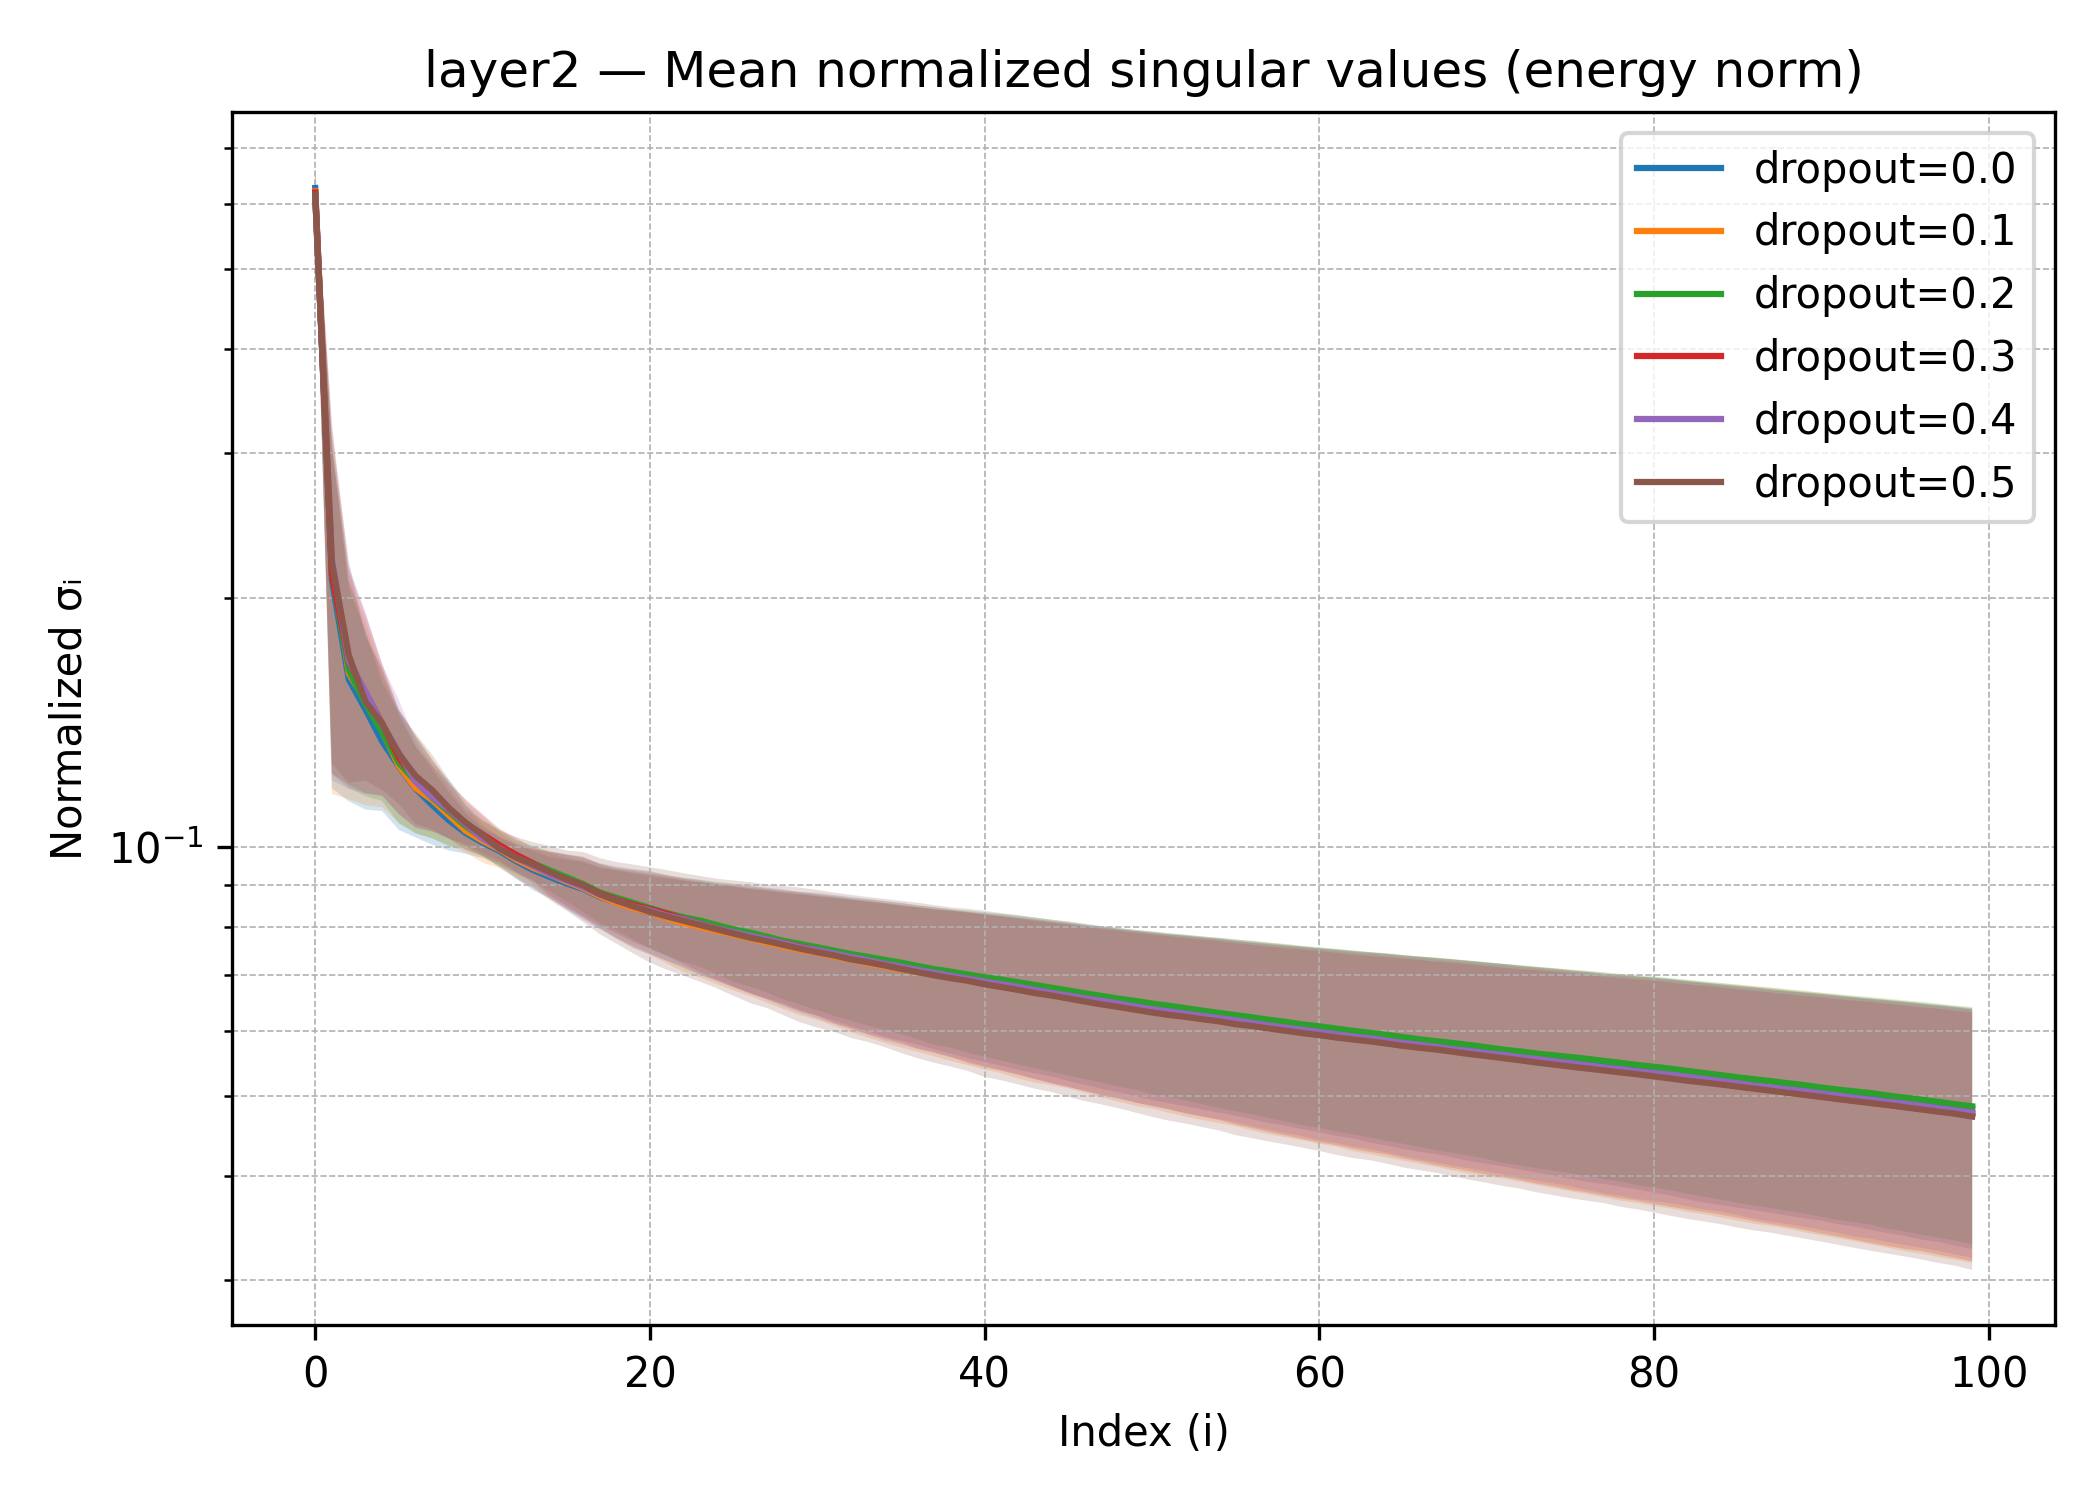 layer2 — Mean normalized singular values (energy norm)
dropout=0.0
dropout=0.1
dropout=0.2
dropout=0.3
dropout=0.4
dropout=0.5
Normalized σᵢ
10⁻¹
0 20 40 60 80 100
Index (i)